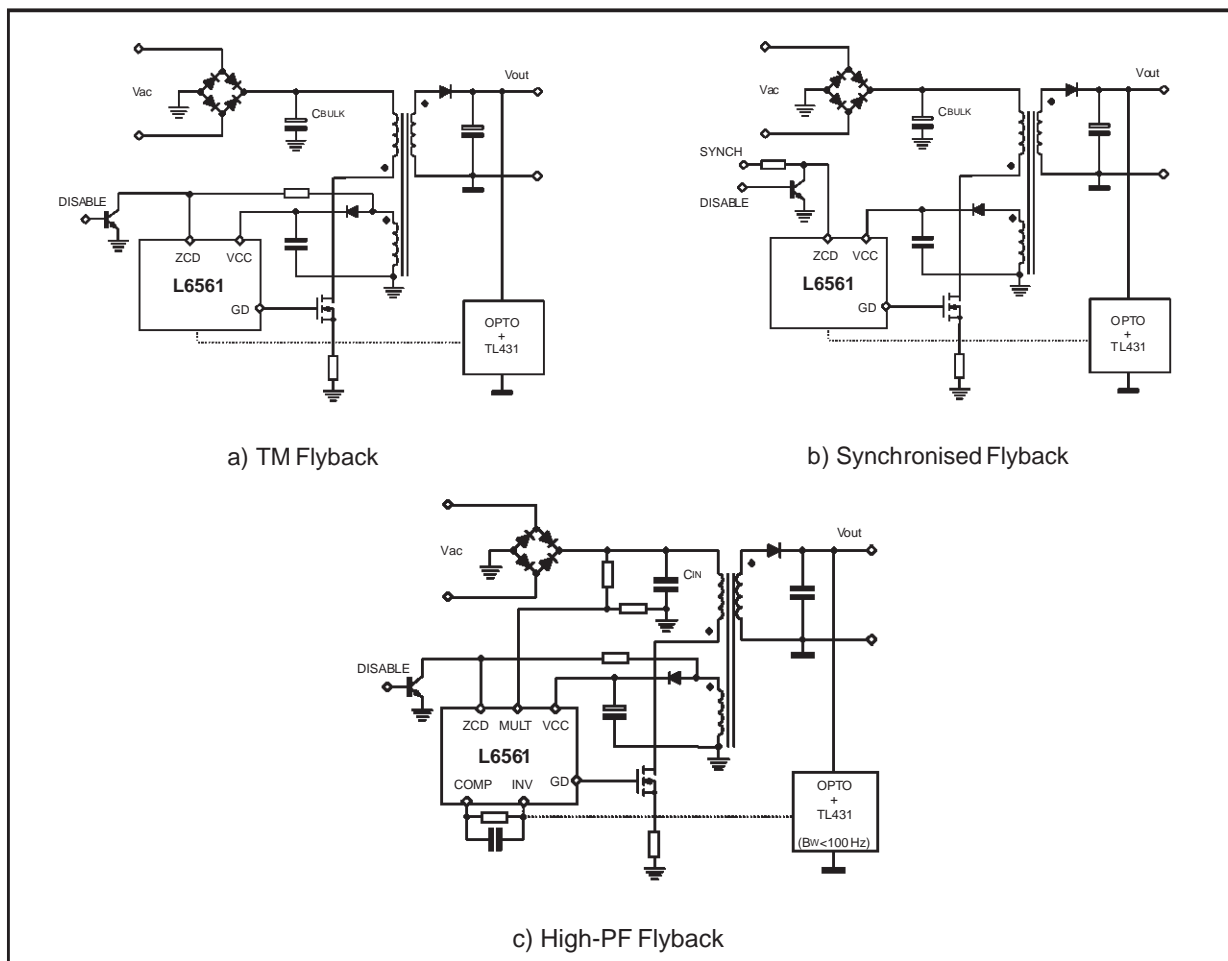 Vac
CBULK
Vout
DISABLE
ZCD VCC
L6561
GD
OPTO
+
TL431
a) TM Flyback
Vac
CBULK
Vout
SYNCH
DISABLE
ZCD VCC
L6561
GD
OPTO
+
TL431
b) Synchronised Flyback
Vac
CIN
Vout
DISABLE
ZCD MULT VCC
L6561
GD
COMP INV
OPTO
+
TL431
(BW<100 Hz)
c) High-PF Flyback